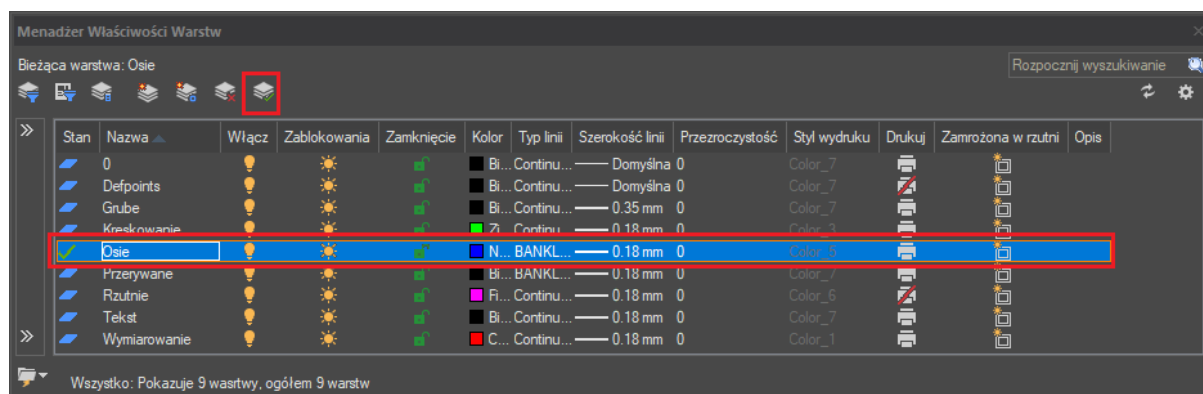 Menadżer Właściwości Warstw
Bieżąca warstwa: Osie
Rozpocznij wyszukiwanie
Stan Nazwa Włącz Zablokowania Zamknięcie Kolor Typ linii Szerokość linii Przezroczystość Styl wydruku Drukuj Zamrożona w rzutni Opis
0 Bi... Continu... Domyślna 0 Color_7
Defpoints Bi... Continu... Domyślna 0 Color_7
Grube Bi... Continu... 0.35 mm 0 Color_7
Kreskowanie Zi... Continu... 0.18 mm 0 Color_3
Osie N... BANKL... 0.18 mm 0 Color_5
Przerywane Bi... BANKL... 0.18 mm 0 Color_7
Rzutnie Fi... Continu... 0.18 mm 0 Color_6
Tekst Bi... Continu... 0.18 mm 0 Color_7
Wymiarowanie C... Continu... 0.18 mm 0 Color_1
Wszystko: Pokazuje 9 wasrtwy, ogółem 9 warstw